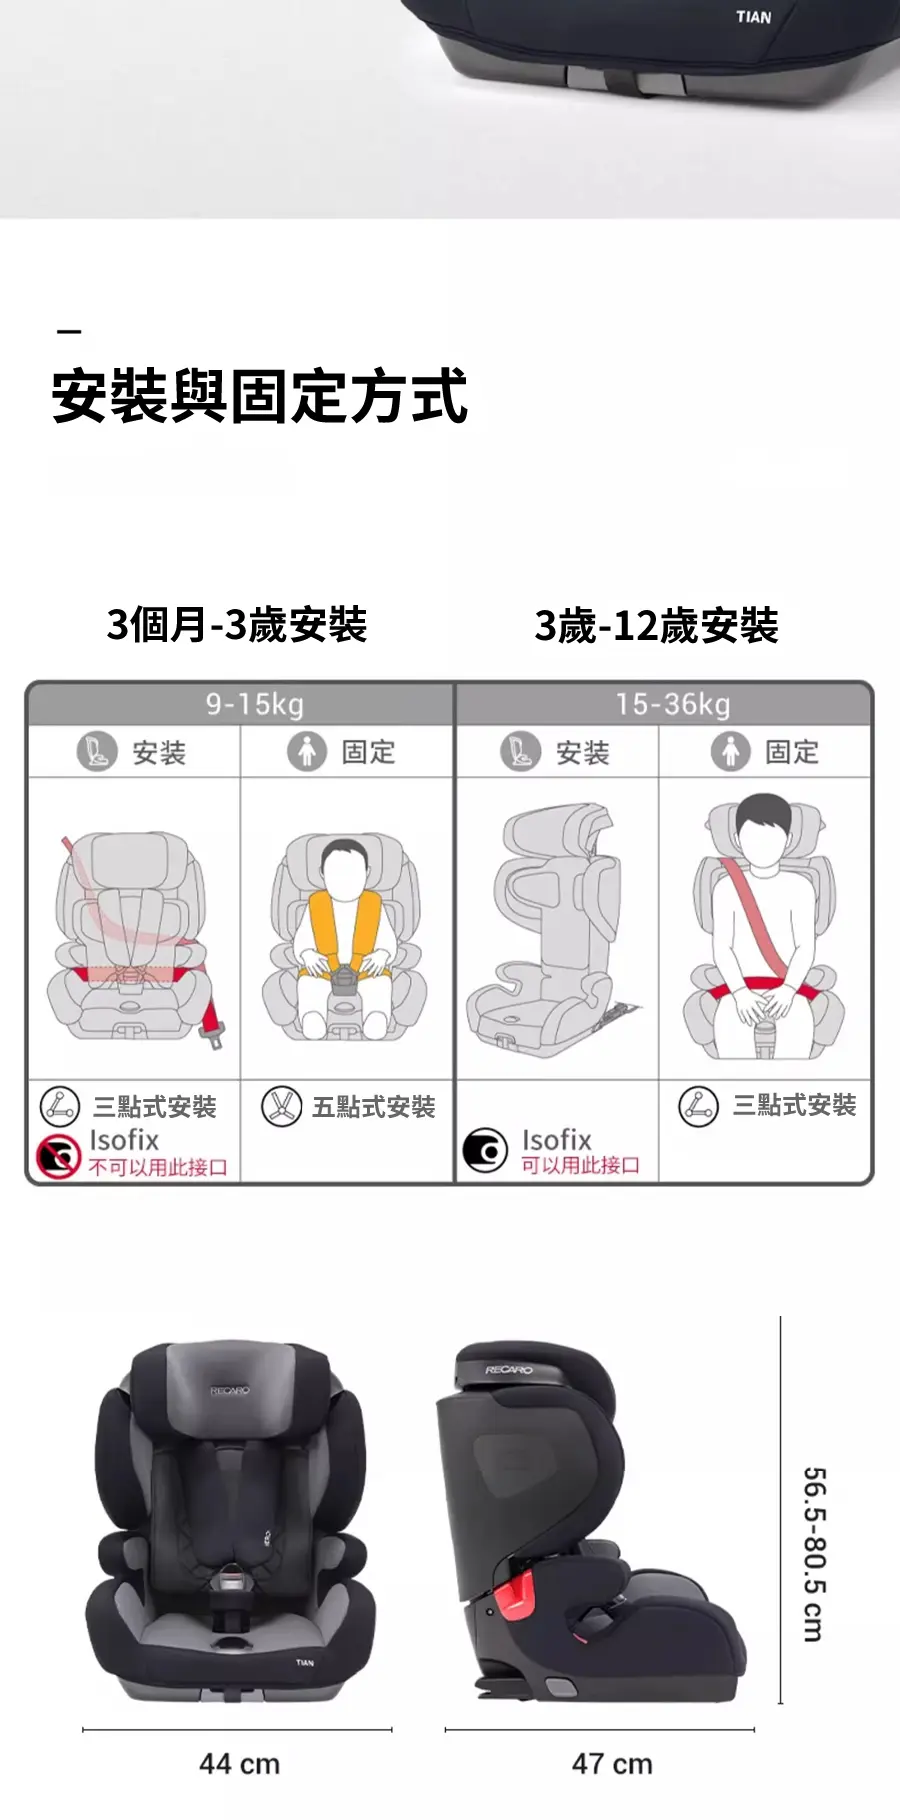 TIAN
安裝與固定方式
3個月-3歲安裝
3歲-12歲安裝
9-15kg
15-36kg
安装
固定
安装
固定
三點式安裝
Isofix
不可以用此接口
五點式安裝
Isofix
可以用此接口
三點式安裝
RECARO
TIAN
RECARO
56.5-80.5 cm
44 cm
47 cm